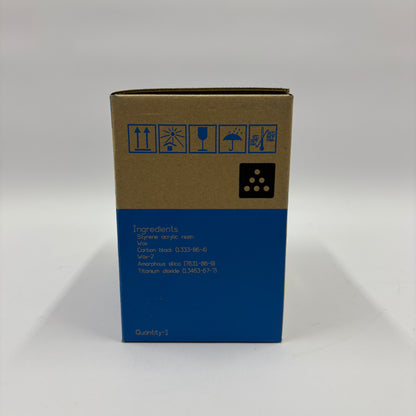 Ingredients
Styrene acrylic resin
Wax
Carbon black (1333-86-4)
Wax-2
Amorphous silica (7631-86-9)
Titanium dioxide (13463-67-7)
Quantity-1